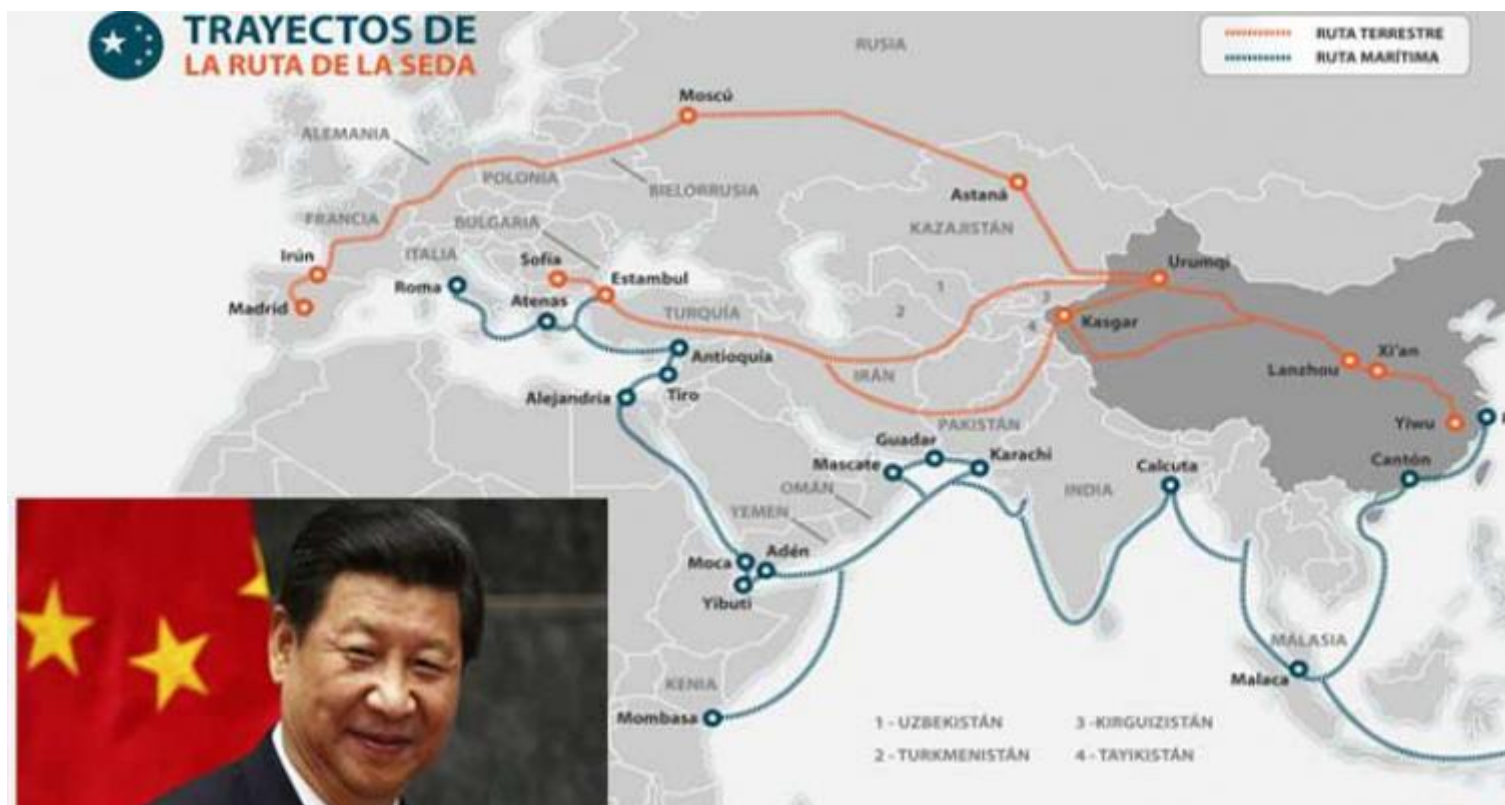 TRAYECTOS DE
LA RUTA DE LA SEDA
RUTA TERRESTRE
RUTA MARÍTIMA
RUSIA
Moscú
ALEMANIA
POLONIA
BIELORRUSIA
Astaná
FRANCIA
BULGARIA
KAZAJISTÁN
Irún
ITALIA
Sofía
Estambul
Urumqi
Roma
Atenas
Madrid
TURQUÍA
1
2
3
4
Kasgar
Antioquía
IRÁN
Lanzhou
Xi'an
Alejandría
Tiro
PAKISTÁN
Yiwu
Guadar
Mascate
Karachi
Calcuta
Cantón
OMÁN
INDIA
YEMEN
Moca
Adén
Yibuti
MALASIA
Malaca
KENIA
Mombasa
1 - UZBEKISTÁN
3 -KIRGUIZISTÁN
2 - TURKMENISTÁN
4 - TAYIKISTÁN